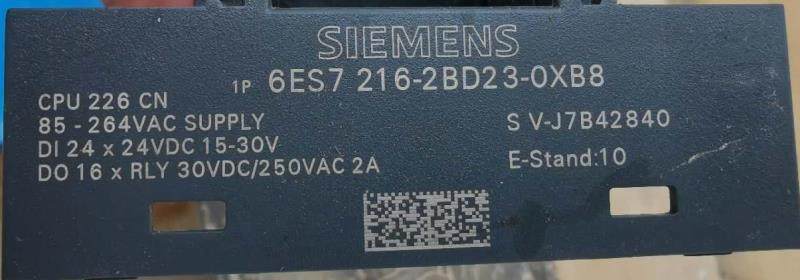 SIEMENS
1P 6ES7 216-2BD23-0XB8
CPU 226 CN
85 - 264VAC SUPPLY
DI 24 x 24VDC 15-30V
DO 16 x RLY 30VDC/250VAC 2A
S V-J7B42840
E-Stand:10